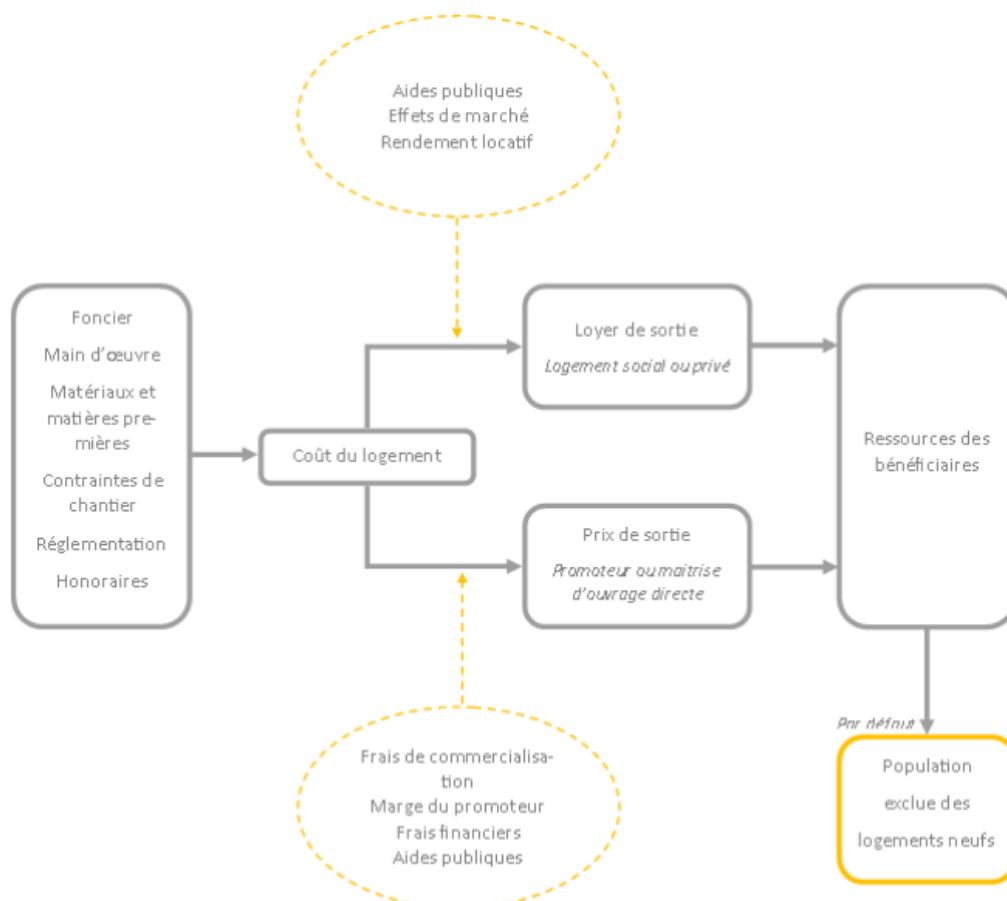 Aides publiques
Effets de marché
Rendement locatif
Foncier
Main d'œuvre
Matériaux et
matières pre-
mières
Contraintes de
chantier
Réglementation
Honoraires
Coût du logement
Loyer de sortie
Logement social ou privé
Prix de sortie
Promoteur ou maitrise
d'ouvrage directe
Ressources des
bénéficiaires
Frais de commercialisa-
tion
Marge du promoteur
Frais financiers
Aides publiques
Par défaut
Population
exclue des
logements neufs